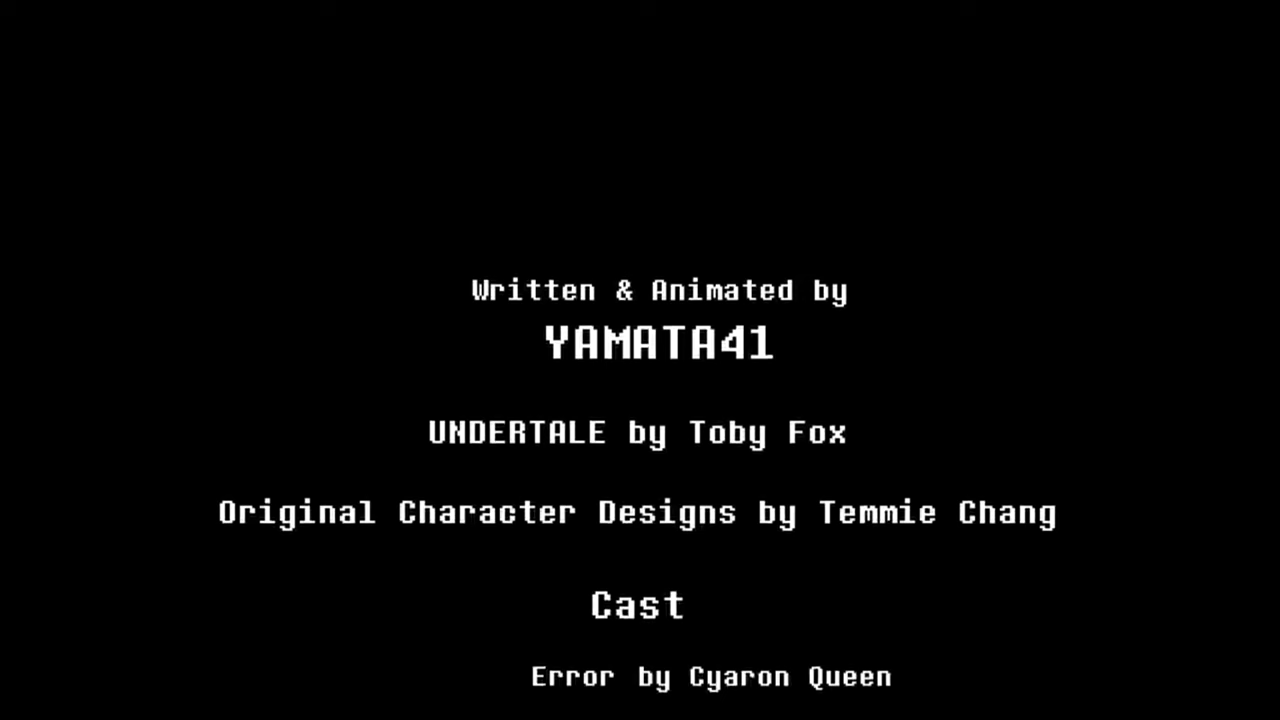 Written & Animated by
YAMATA41
UNDERTALE by Toby Fox
Original Character Designs by Temmie Chang
Cast
Error by Cyaron Queen